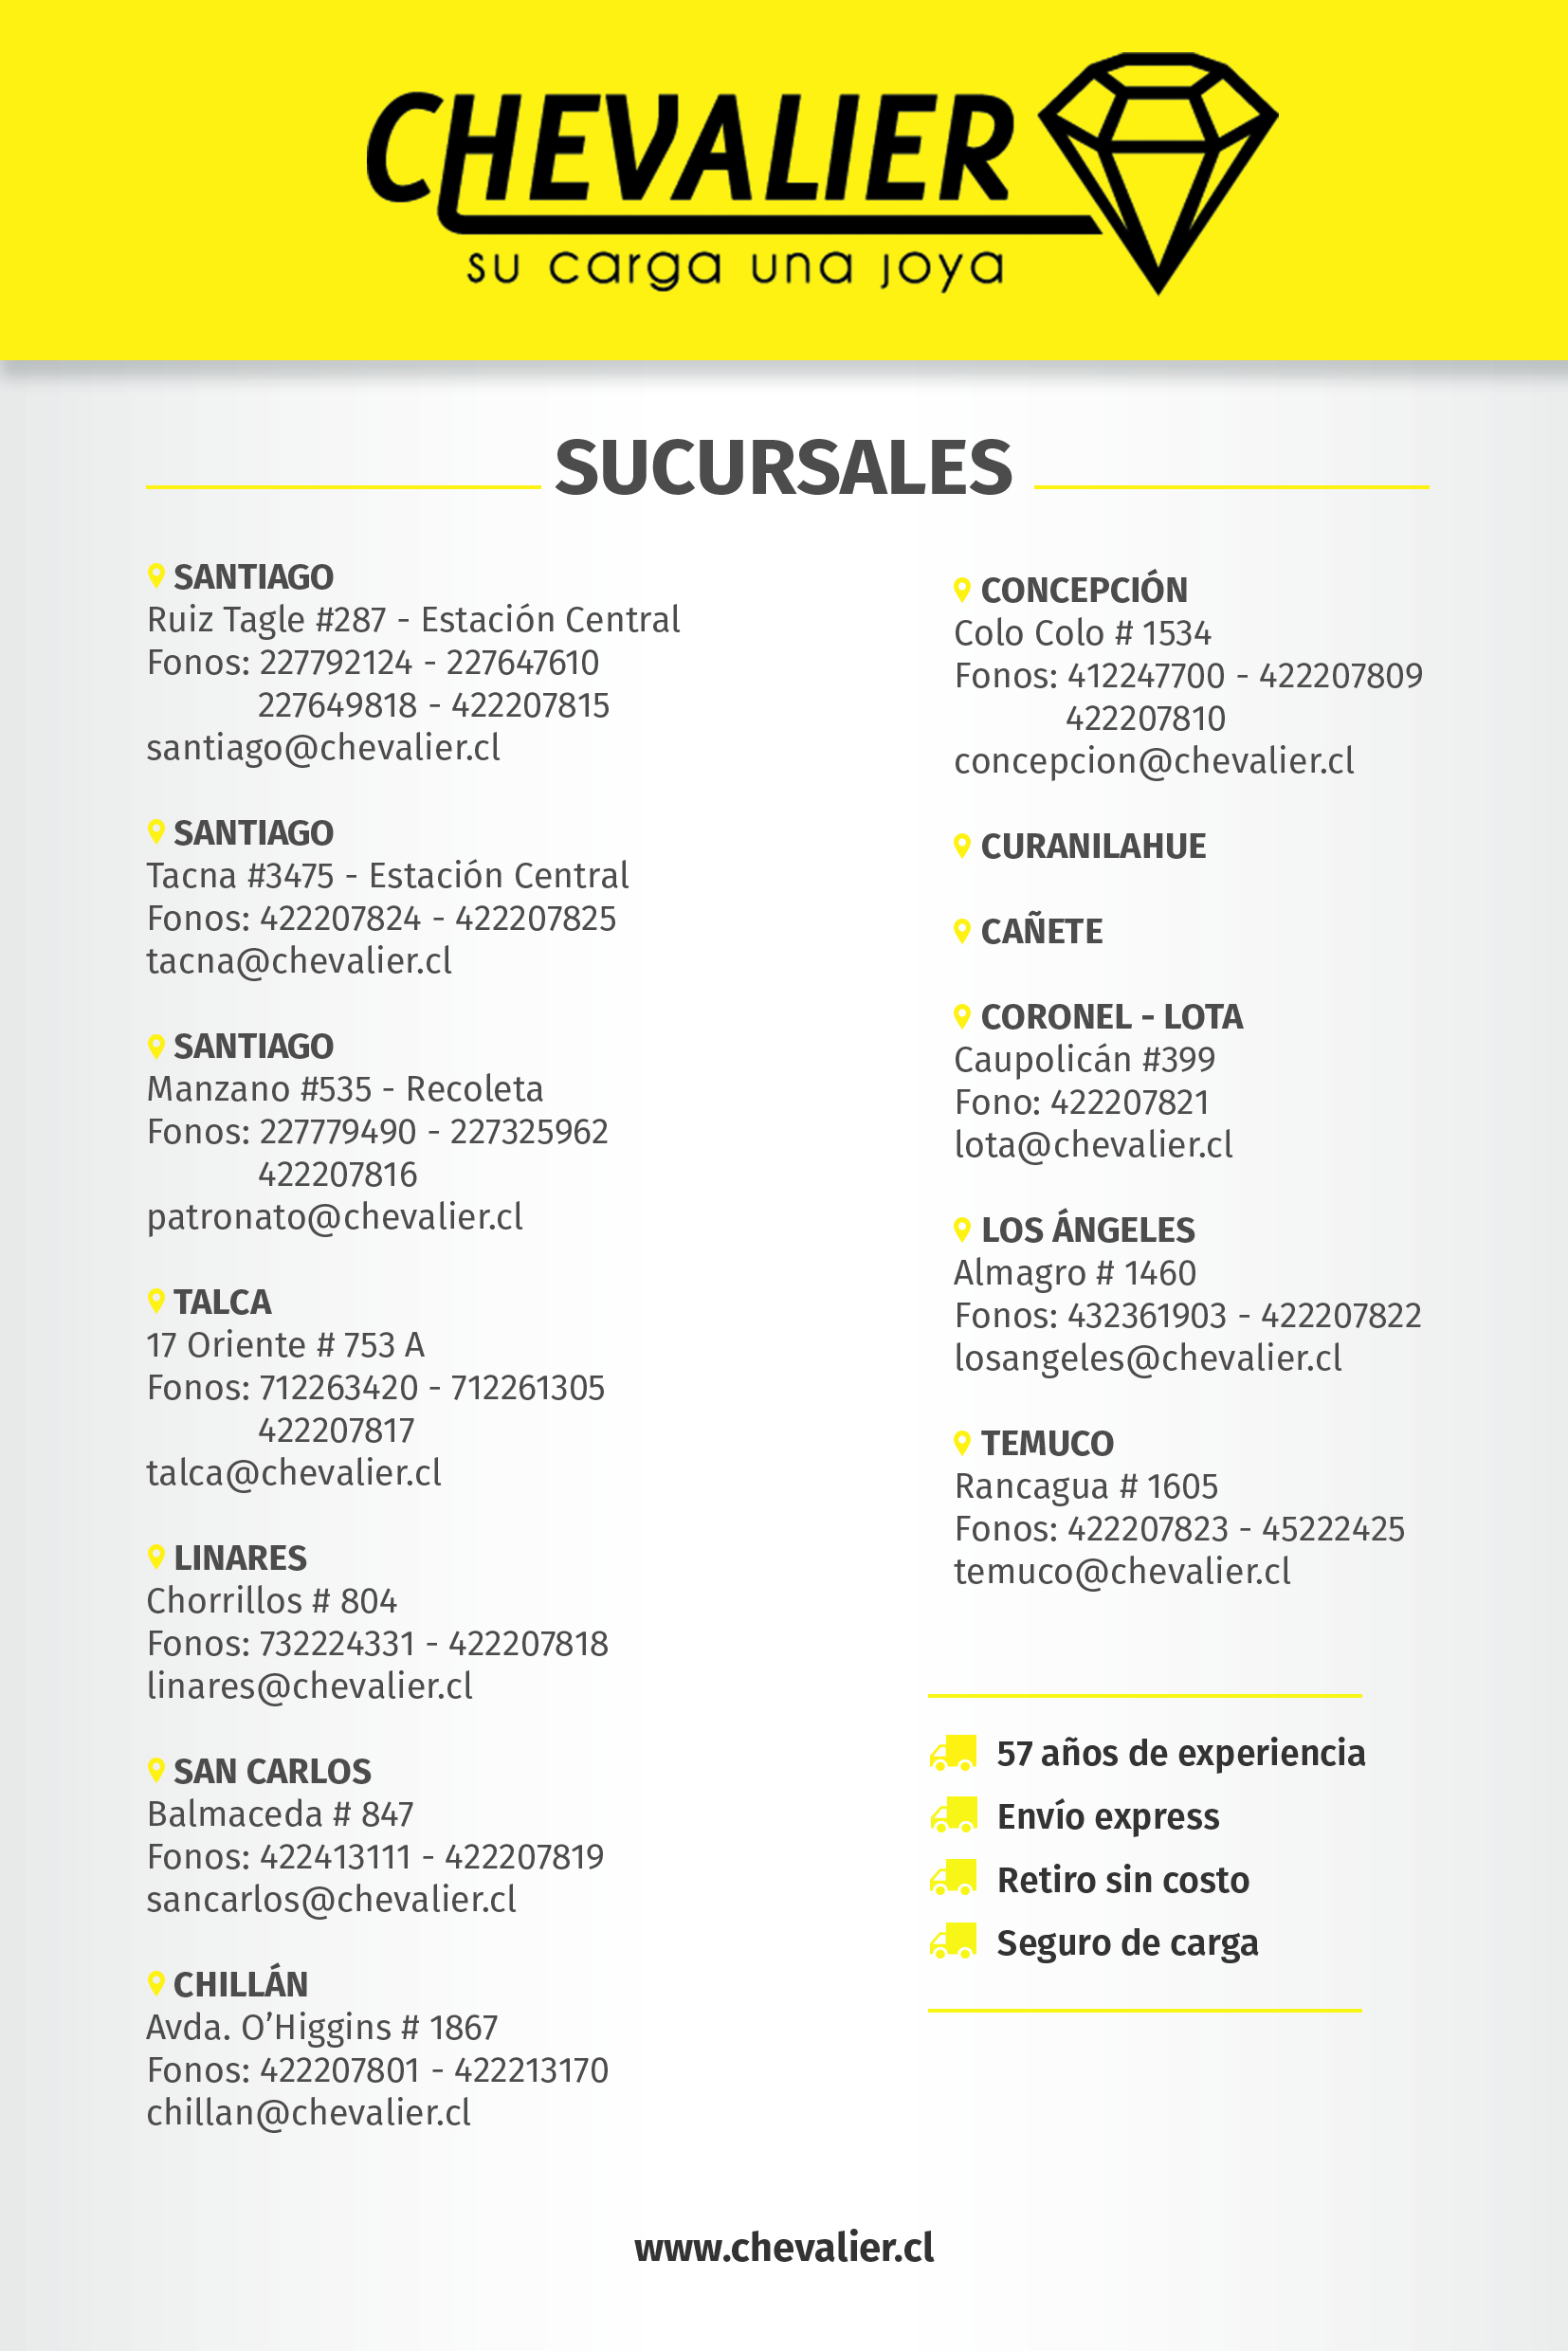 CHEVALIER
su carga una joya
SUCURSALES
SANTIAGO
Ruiz Tagle #287 - Estación Central
Fonos: 227792124 - 227647610
227649818 - 422207815
santiago@chevalier.cl
SANTIAGO
Tacna #3475 - Estación Central
Fonos: 422207824 - 422207825
tacna@chevalier.cl
SANTIAGO
Manzano #535 - Recoleta
Fonos: 227779490 - 227325962
422207816
patronato@chevalier.cl
TALCA
17 Oriente # 753 A
Fonos: 712263420 - 712261305
422207817
talca@chevalier.cl
LINARES
Chorrillos # 804
Fonos: 732224331 - 422207818
linares@chevalier.cl
SAN CARLOS
Balmaceda # 847
Fonos: 422413111 - 422207819
sancarlos@chevalier.cl
CHILLÁN
Avda. O’Higgins # 1867
Fonos: 422207801 - 422213170
chillan@chevalier.cl
CONCEPCIÓN
Colo Colo # 1534
Fonos: 412247700 - 422207809
422207810
concepcion@chevalier.cl
CURANILAHUE
CAÑETE
CORONEL - LOTA
Caupolicán #399
Fono: 422207821
lota@chevalier.cl
LOS ÁNGELES
Almagro # 1460
Fonos: 432361903 - 422207822
losangeles@chevalier.cl
TEMUCO
Rancagua # 1605
Fonos: 422207823 - 45222425
temuco@chevalier.cl
57 años de experiencia
Envío express
Retiro sin costo
Seguro de carga
www.chevalier.cl